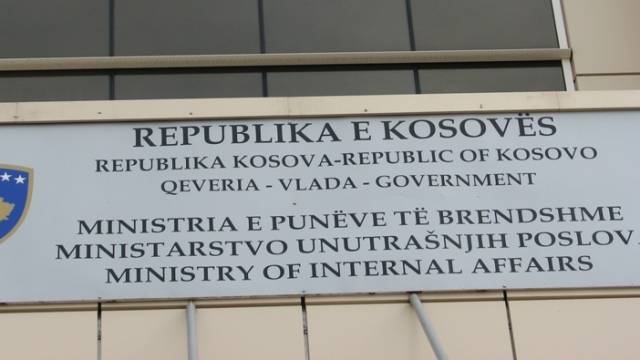 REPUBLIKA E KOSOVËS
REPUBLIKA KOSOVA-REPUBLIC OF KOSOVO
QEVERIA - VLADA - GOVERNMENT
MINISTRIA E PUNËVE TË BRENDSHME
MINISTARSTVO UNUTRAŠNJIH POSLOVA
MINISTRY OF INTERNAL AFFAIRS